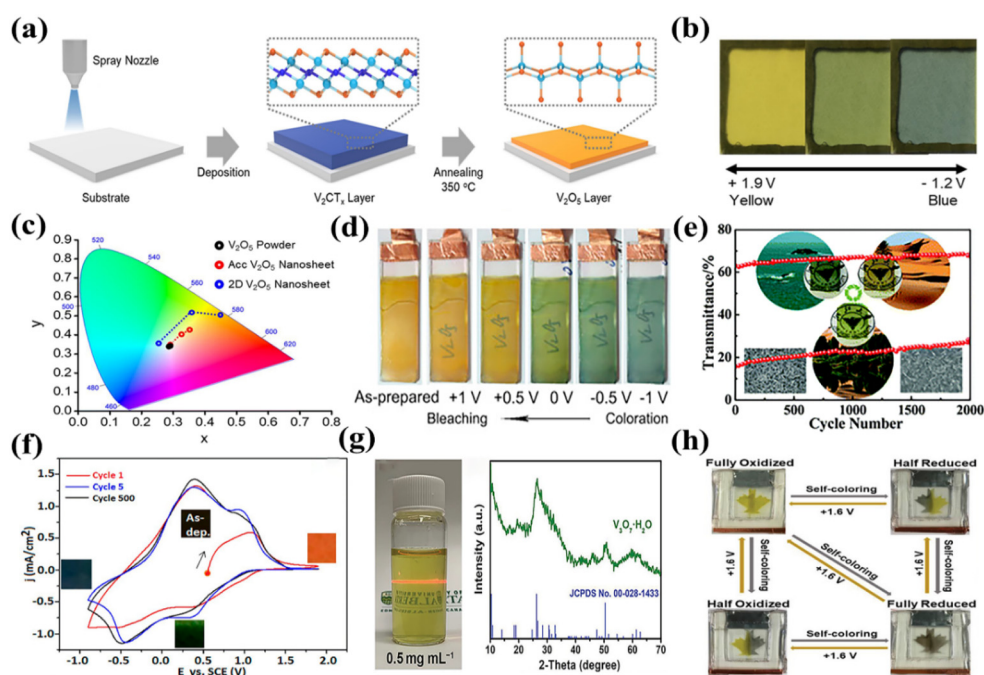 (a)
Spray Nozzle
Substrate
Deposition
V₂CTₓ Layer
Annealing
350 °C
V₂O₅ Layer
(b)
+ 1.9 V
Yellow
- 1.2 V
Blue
(c)
y
0.9
0.8
0.7
0.6
0.5
0.4
0.3
0.2
0.1
0.0
520
540
560
580
600
620
500
480
460
V₂O₅ Powder
Acc V₂O₅ Nanosheet
2D V₂O₅ Nanosheet
0.0 0.1 0.2 0.3 0.4 0.5 0.6 0.7 0.8
x
(d)
V2O5
As-prepared +1 V +0.5 V 0 V -0.5 V -1 V
Bleaching Coloration
(e)
Transmittance/%
80
60
40
20
0
0 500 1000 1500 2000
Cycle Number
(f)
j (mA/cm²)
1.5
1.0
0.5
0.0
0.5
-1.0
Cycle 1
Cycle 5
Cycle 500
As-
dep.
-1.0 -0.5 0.0 0.5 1.0 1.5 2.0
E vs. SCE (V)
(g)
0.5 mg mL⁻¹
Intensity (a.u.)
V₃O₇·H₂O
JCPDS No. 00-028-1433
10 20 30 40 50 60 70
2-Theta (degree)
(h)
Fully Oxidized
Half Reduced
Self-coloring
+1.6 V
+1.6 V
Self-coloring
Self-coloring
+1.6 V
+1.6 V
Self-coloring
Half Oxidized
Fully Reduced
Self-coloring
+1.6 V